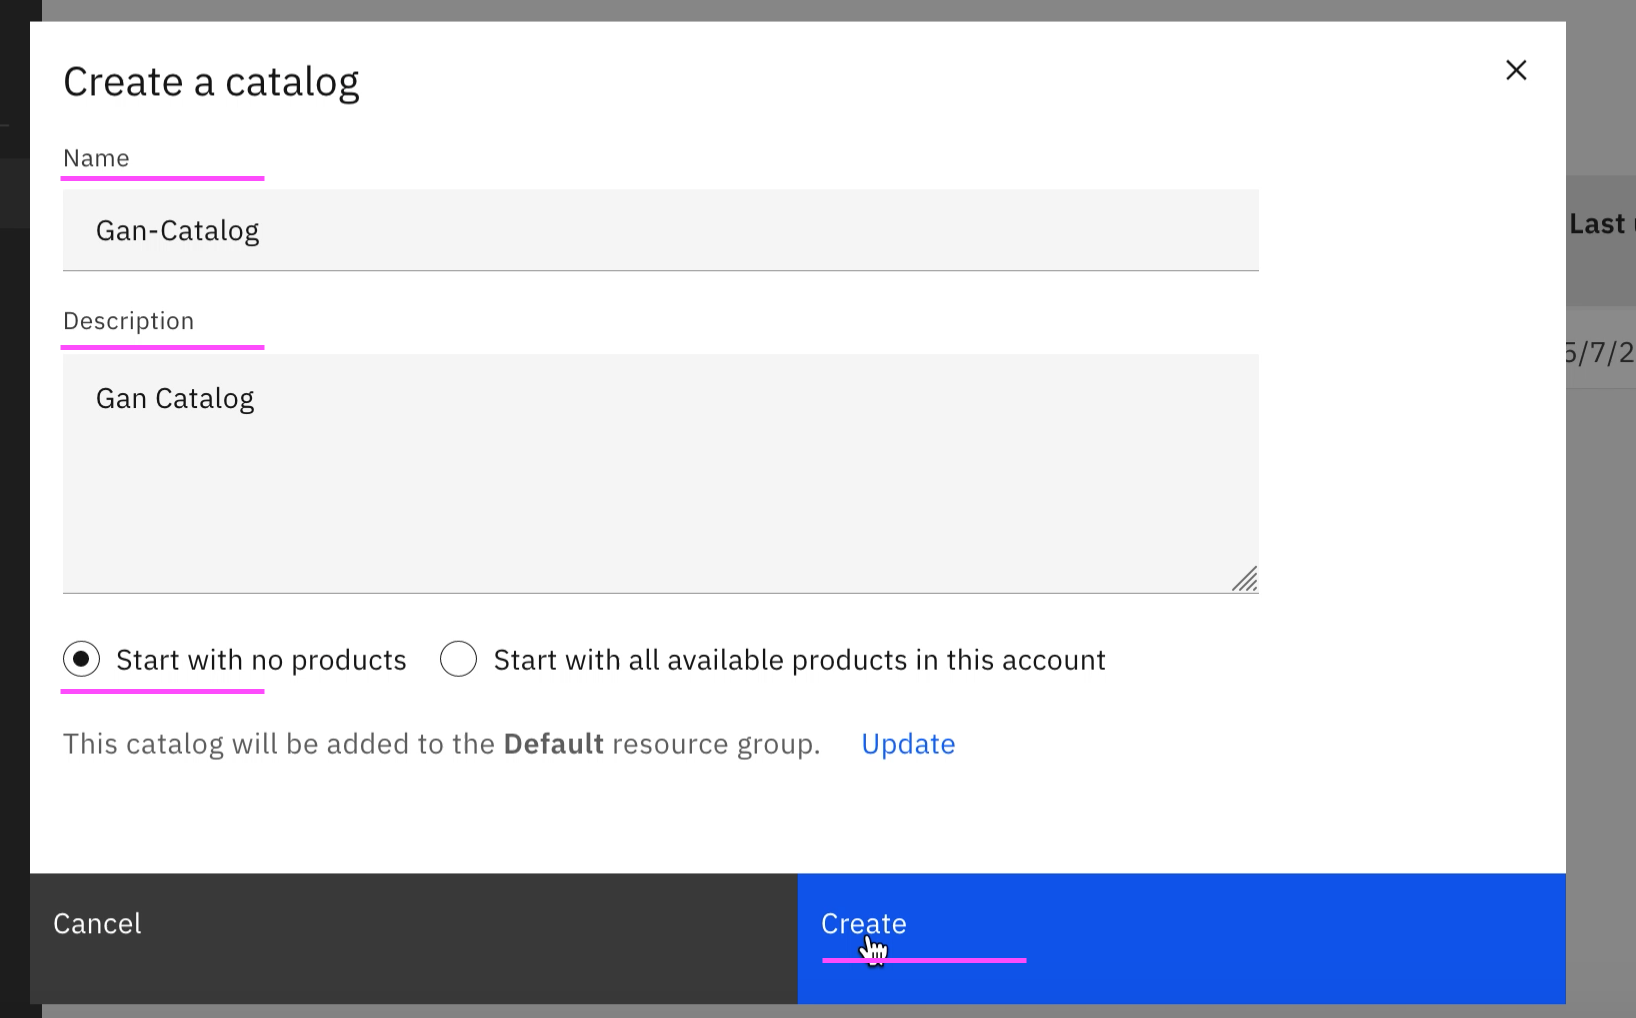 Create a catalog
Name
Gan-Catalog
Last
Description
5/7/2
Gan Catalog
Start with no products
Start with all available products in this account
This catalog will be added to the Default resource group. Update
Cancel
Create